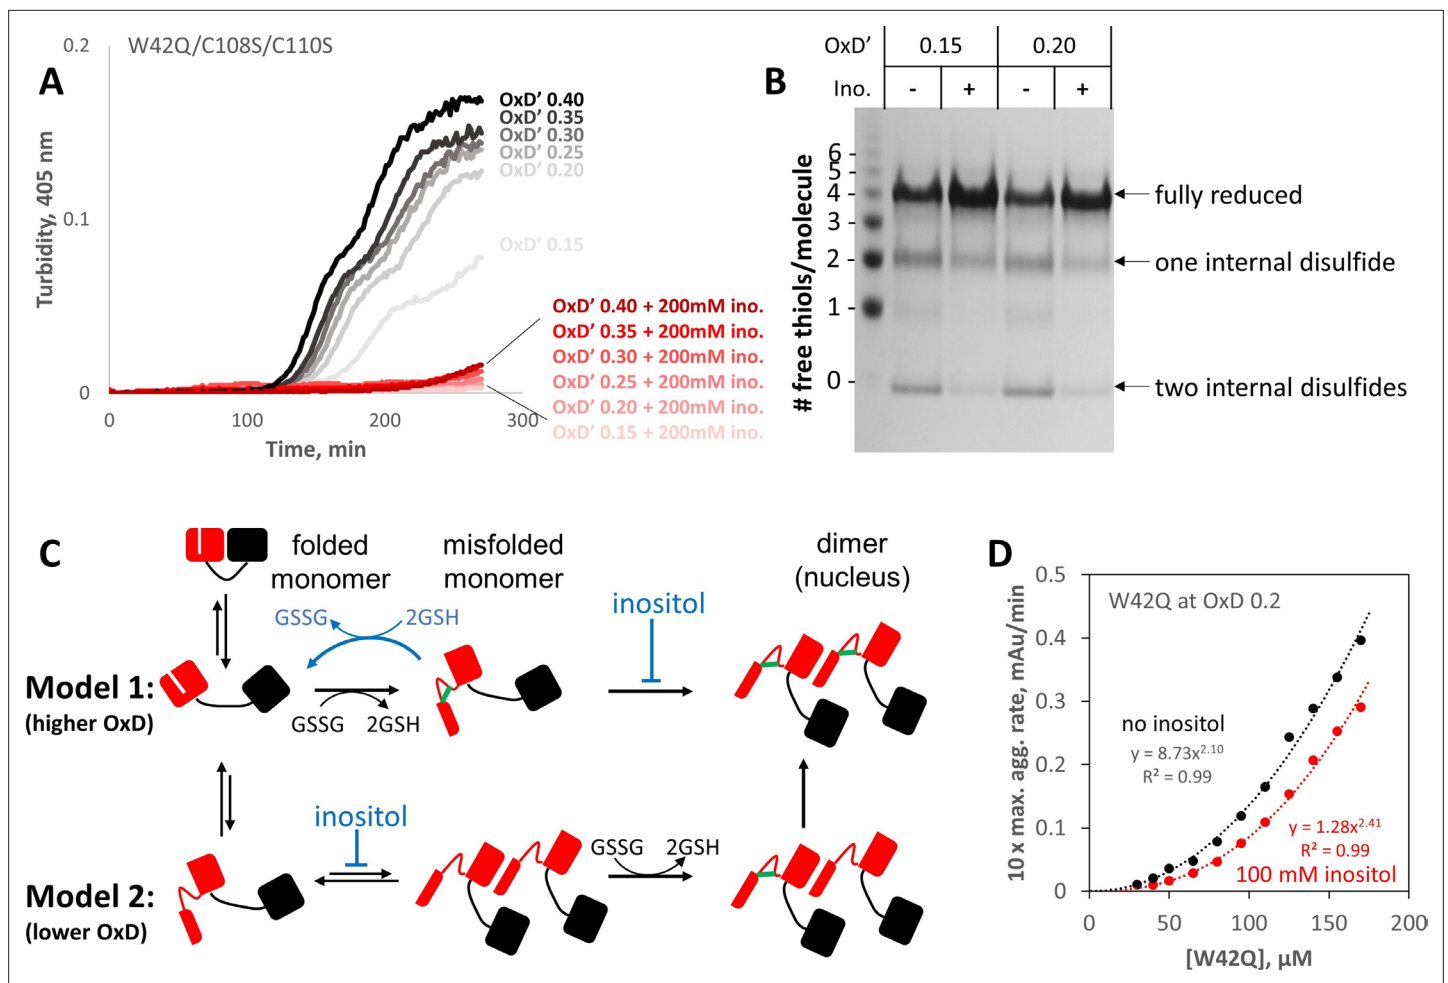 A
W42Q/C108S/C110S
0.2
0.1
0
Turbidity, 405 nm
0
100
200
300
Time, min
OxD’ 0.40
OxD’ 0.35
OxD’ 0.30
OxD’ 0.25
OxD’ 0.20
OxD’ 0.15
OxD’ 0.40 + 200mM ino.
OxD’ 0.35 + 200mM ino.
OxD’ 0.30 + 200mM ino.
OxD’ 0.25 + 200mM ino.
OxD’ 0.20 + 200mM ino.
OxD’ 0.15 + 200mM ino.
B
OxD’ 0.15 0.20
Ino. - + - +
# free thiols/molecule
6
5
4
3
2
1
0
fully reduced
one internal disulfide
two internal disulfides
C
folded
monomer
misfolded
monomer
dimer
(nucleus)
GSSG 2GSH
inositol
Model 1:
(higher OxD)
GSSG 2GSH
inositol
GSSG 2GSH
Model 2:
(lower OxD)
D
W42Q at OxD 0.2
10 x max. agg. rate, mAu/min
0.5
0.4
0.3
0.2
0.1
0
no inositol
y = 8.73x^2.10
R² = 0.99
y = 1.28x^2.41
R² = 0.99
100 mM inositol
0 50 100 150 200
[W42Q], µM